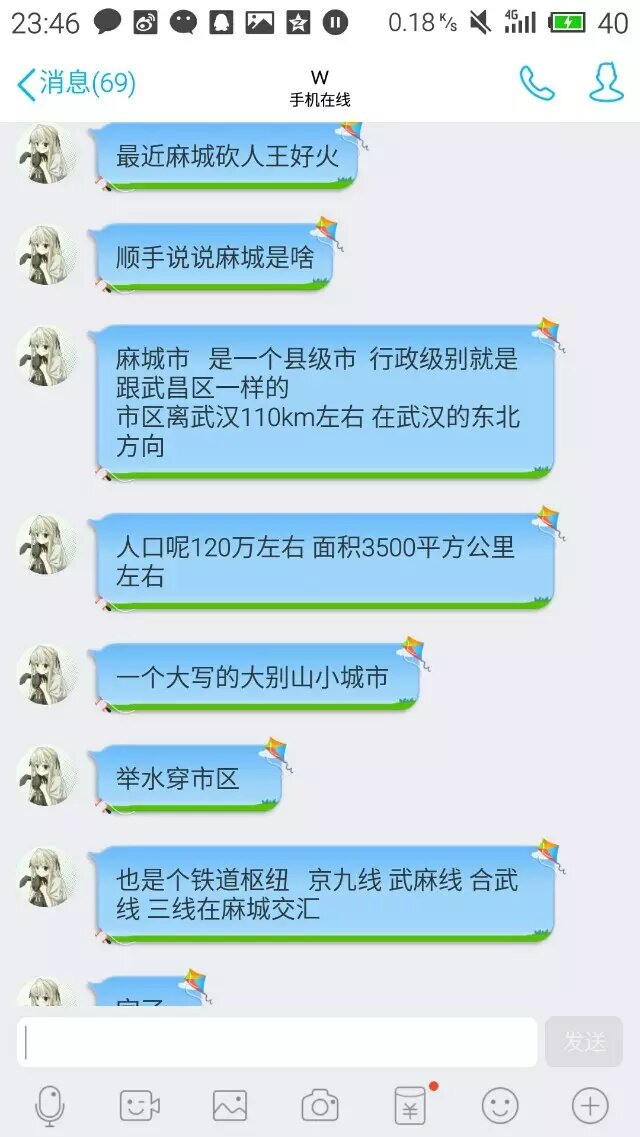 23:46
0.18 K/s
4G
40
消息(69)
W
手机在线
最近麻城砍人王好火
顺手说说麻城是啥
麻城市 是一个县级市 行政级别就是
跟武昌区一样的
市区离武汉110km左右 在武汉的东北
方向
人口呢120万左右 面积3500平方公里
左右
一个大写的大别山小城市
举水穿市区
也是个铁道枢纽 京九线 武麻线 合武
线 三线在麻城交汇
发送